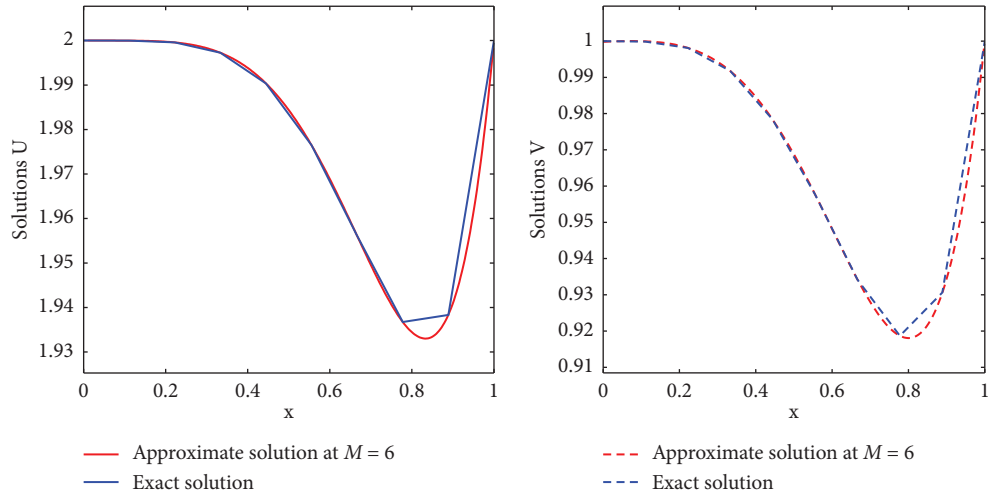 2
1.99
1.98
1.97
1.96
1.95
1.94
1.93
Solutions U
0 0.2 0.4 0.6 0.8 1
x
Approximate solution at M = 6
Exact solution
1
0.99
0.98
0.97
0.96
0.95
0.94
0.93
0.92
0.91
Solutions V
0 0.2 0.4 0.6 0.8 1
x
Approximate solution at M = 6
Exact solution